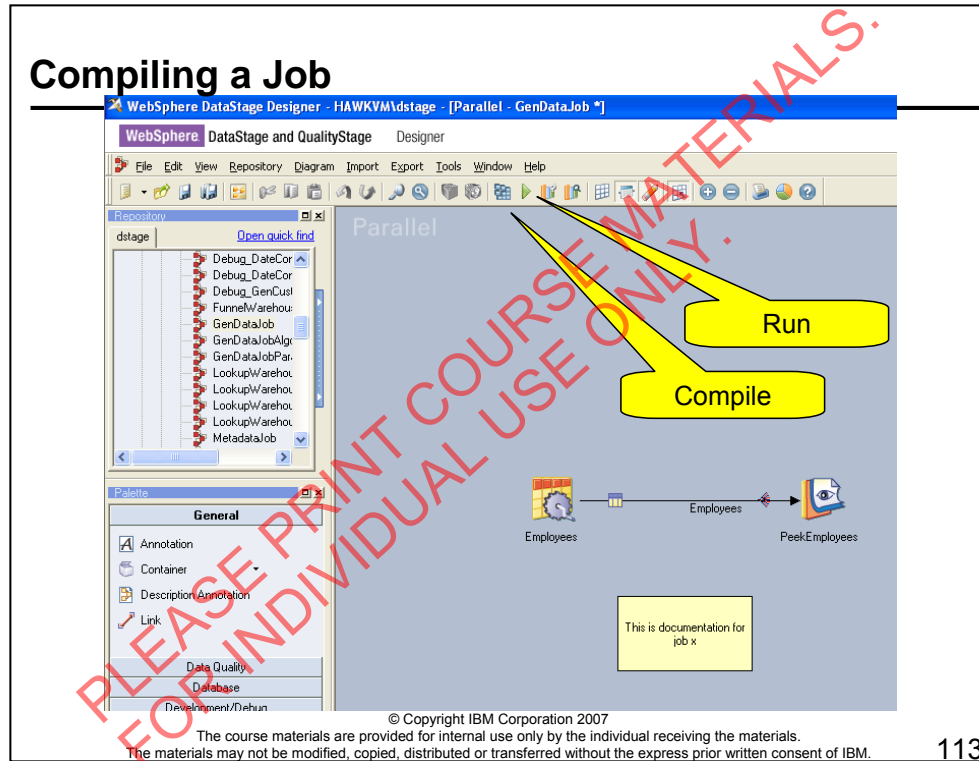 Compiling a Job
WebSphere DataStage Designer - HAWKVM\dstage - [Parallel - GenDataJob *]
WebSphere. DataStage and QualityStage Designer
File Edit View Repository Diagram Import Export Tools Window Help
Repository
dstage Open quick find
Parallel
Debug_DateCor
Debug_DateCor
Debug_GenCust
FunnelWarehou
GenDataJob
GenDataJobAlgo
GenDataJobPar
LookupWarehou
LookupWarehou
LookupWarehou
LookupWarehou
MetadataJob
Run
Compile
Palette
General
Annotation
Container
Description Annotation
Link
Data Quality
Database
Development/Debug
Employees
Employees
PeekEmployees
This is documentation for
job x
PLEASE PRINT COURSE MATERIALS.
FOR INDIVIDUAL USE ONLY.
© Copyright IBM Corporation 2007
The course materials are provided for internal use only by the individual receiving the materials.
The materials may not be modified, copied, distributed or transferred without the express prior written consent of IBM.
113